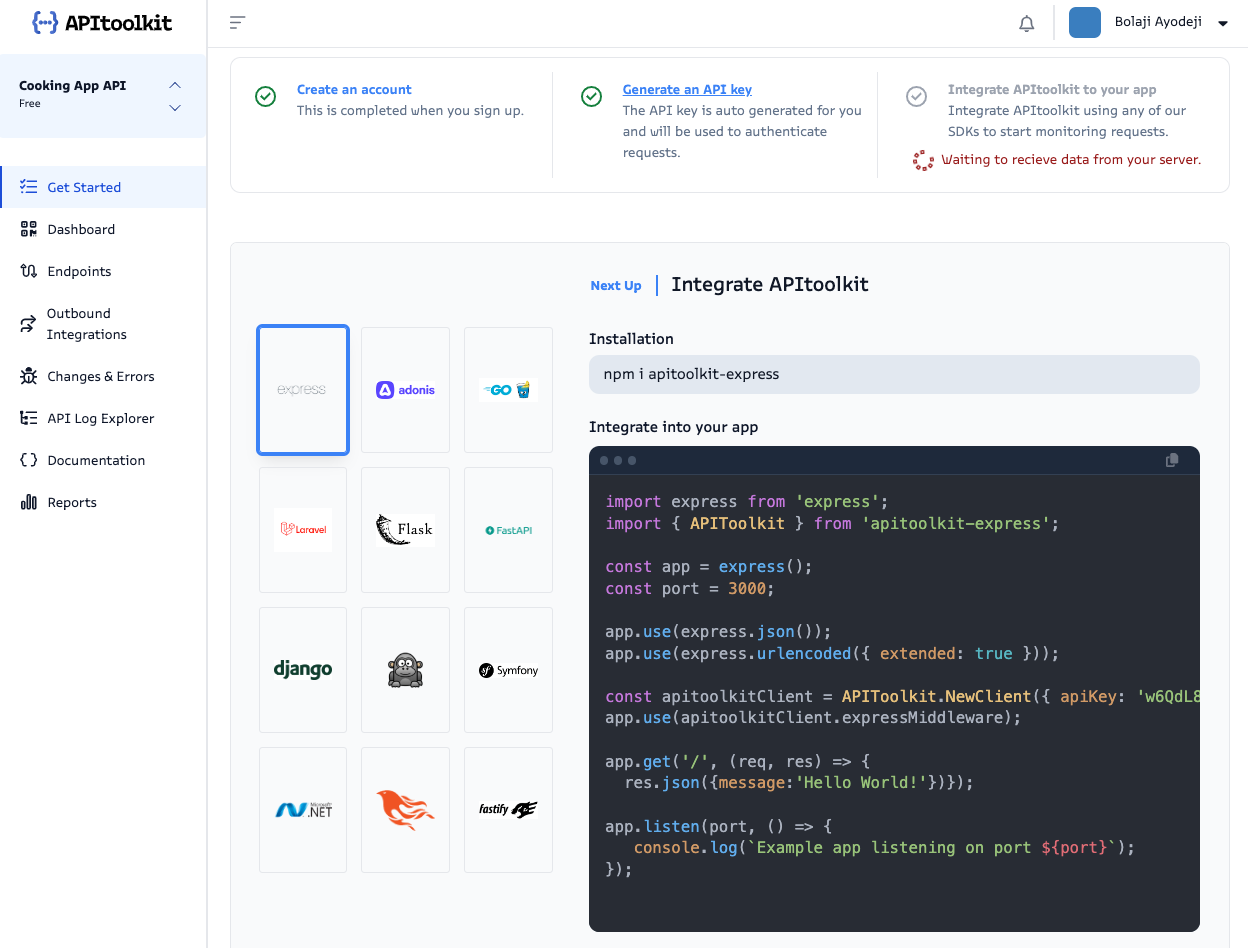 APItoolkit
Bolaji Ayodeji
Cooking App API
Free
Get Started
Dashboard
Endpoints
Outbound
Integrations
Changes & Errors
API Log Explorer
Documentation
Reports
Create an account
This is completed when you sign up.
Generate an API key
The API key is auto generated for you
and will be used to authenticate
requests.
Integrate APItoolkit to your app
Integrate APItoolkit using any of our
SDKs to start monitoring requests.
Waiting to recieve data from your server.
Next Up
Integrate APItoolkit
express
adonis
GO
Laravel
Flask
FastAPI
django
Symfony
Microsoft
.NET
fastify
Installation
npm i apitoolkit-express
Integrate into your app
import express from 'express';
import { APIToolkit } from 'apitoolkit-express';
const app = express();
const port = 3000;
app.use(express.json());
app.use(express.urlencoded({ extended: true }));
const apitoolkitClient = APIToolkit.NewClient({ apiKey: 'w6QdL8
app.use(apitoolkitClient.expressMiddleware);
app.get('/', (req, res) => {
res.json({message:'Hello World!'})});
app.listen(port, () => {
console.log(`Example app listening on port ${port}`);
});